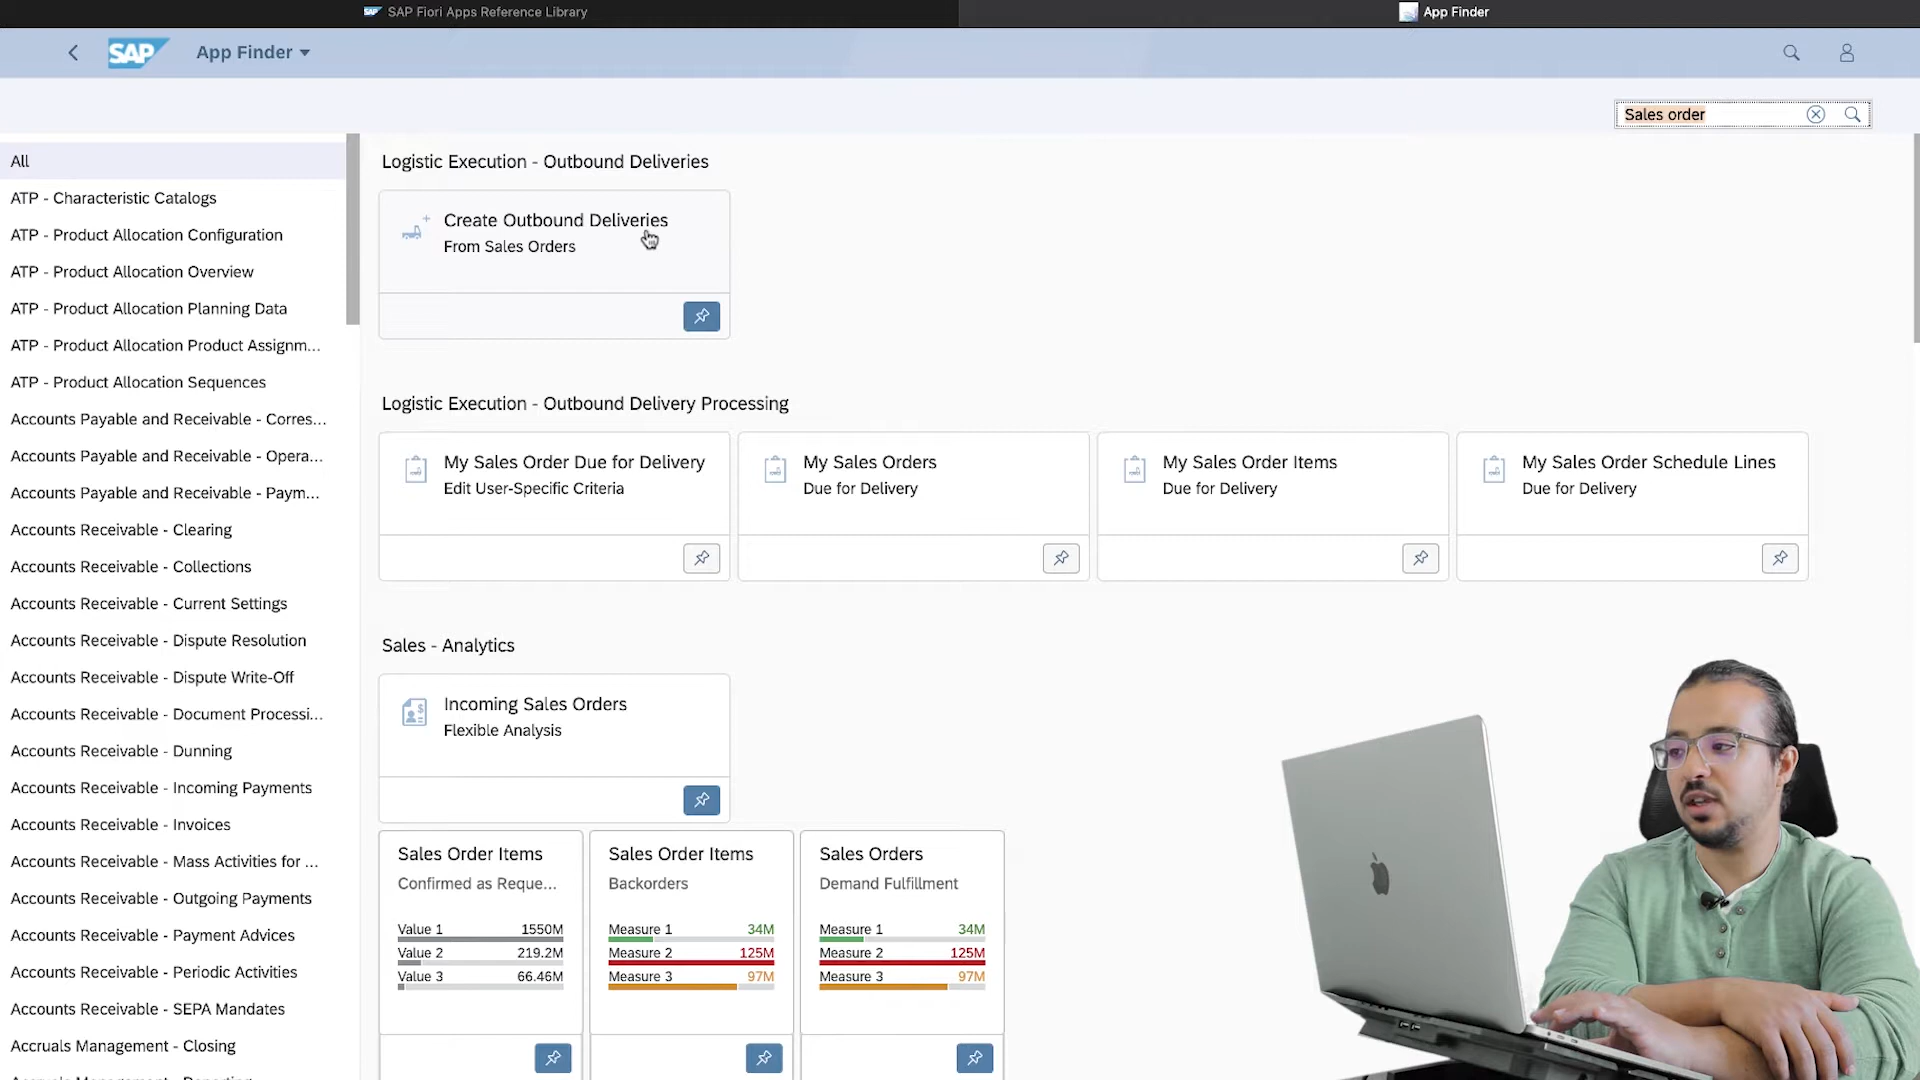 SAP SAP Fiori Apps Reference Library
App Finder
SAP App Finder
Sales order
All
ATP - Characteristic Catalogs
ATP - Product Allocation Configuration
ATP - Product Allocation Overview
ATP - Product Allocation Planning Data
ATP - Product Allocation Product Assignm...
ATP - Product Allocation Sequences
Accounts Payable and Receivable - Corres...
Accounts Payable and Receivable - Opera...
Accounts Payable and Receivable - Paym...
Accounts Receivable - Clearing
Accounts Receivable - Collections
Accounts Receivable - Current Settings
Accounts Receivable - Dispute Resolution
Accounts Receivable - Dispute Write-Off
Accounts Receivable - Document Processi...
Accounts Receivable - Dunning
Accounts Receivable - Incoming Payments
Accounts Receivable - Invoices
Accounts Receivable - Mass Activities for ...
Accounts Receivable - Outgoing Payments
Accounts Receivable - Payment Advices
Accounts Receivable - Periodic Activities
Accounts Receivable - SEPA Mandates
Accruals Management - Closing
Logistic Execution - Outbound Deliveries
Create Outbound Deliveries
From Sales Orders
Logistic Execution - Outbound Delivery Processing
My Sales Order Due for Delivery
Edit User-Specific Criteria
My Sales Orders
Due for Delivery
My Sales Order Items
Due for Delivery
My Sales Order Schedule Lines
Due for Delivery
Sales - Analytics
Incoming Sales Orders
Flexible Analysis
Sales Order Items
Confirmed as Reque...
Value 1 1550M
Value 2 219.2M
Value 3 66.46M
Sales Order Items
Backorders
Measure 1 34M
Measure 2 125M
Measure 3 97M
Sales Orders
Demand Fulfillment
Measure 1 34M
Measure 2 125M
Measure 3 97M